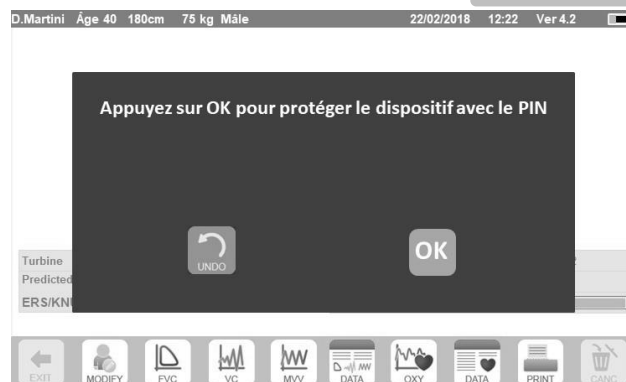 D.Martini Âge 40 180cm 75 kg Mâle 22/02/2018 12:22 Ver 4.2
Appuyez sur OK pour protéger le dispositif avec le PIN
UNDO
OK
Turbine
Predicted
ERS/KNU
EXIT MODIFY FVC VC MVV DATA OXY DATA PRINT CANC